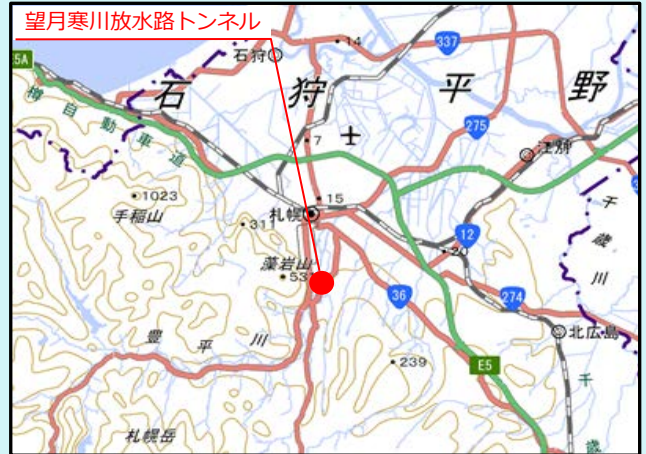 望月寒川放水路トンネル
石狩
14
337
5A
石狩平野
樽自動車道
7
275
江別
1023
手稲山
15
札幌
311
12
千歳川
藻岩山
53
20
36
274
豊平川
北広島
239
E5
千歳
札幌岳